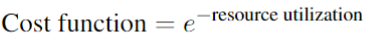 Cost function = e^−resource utilization